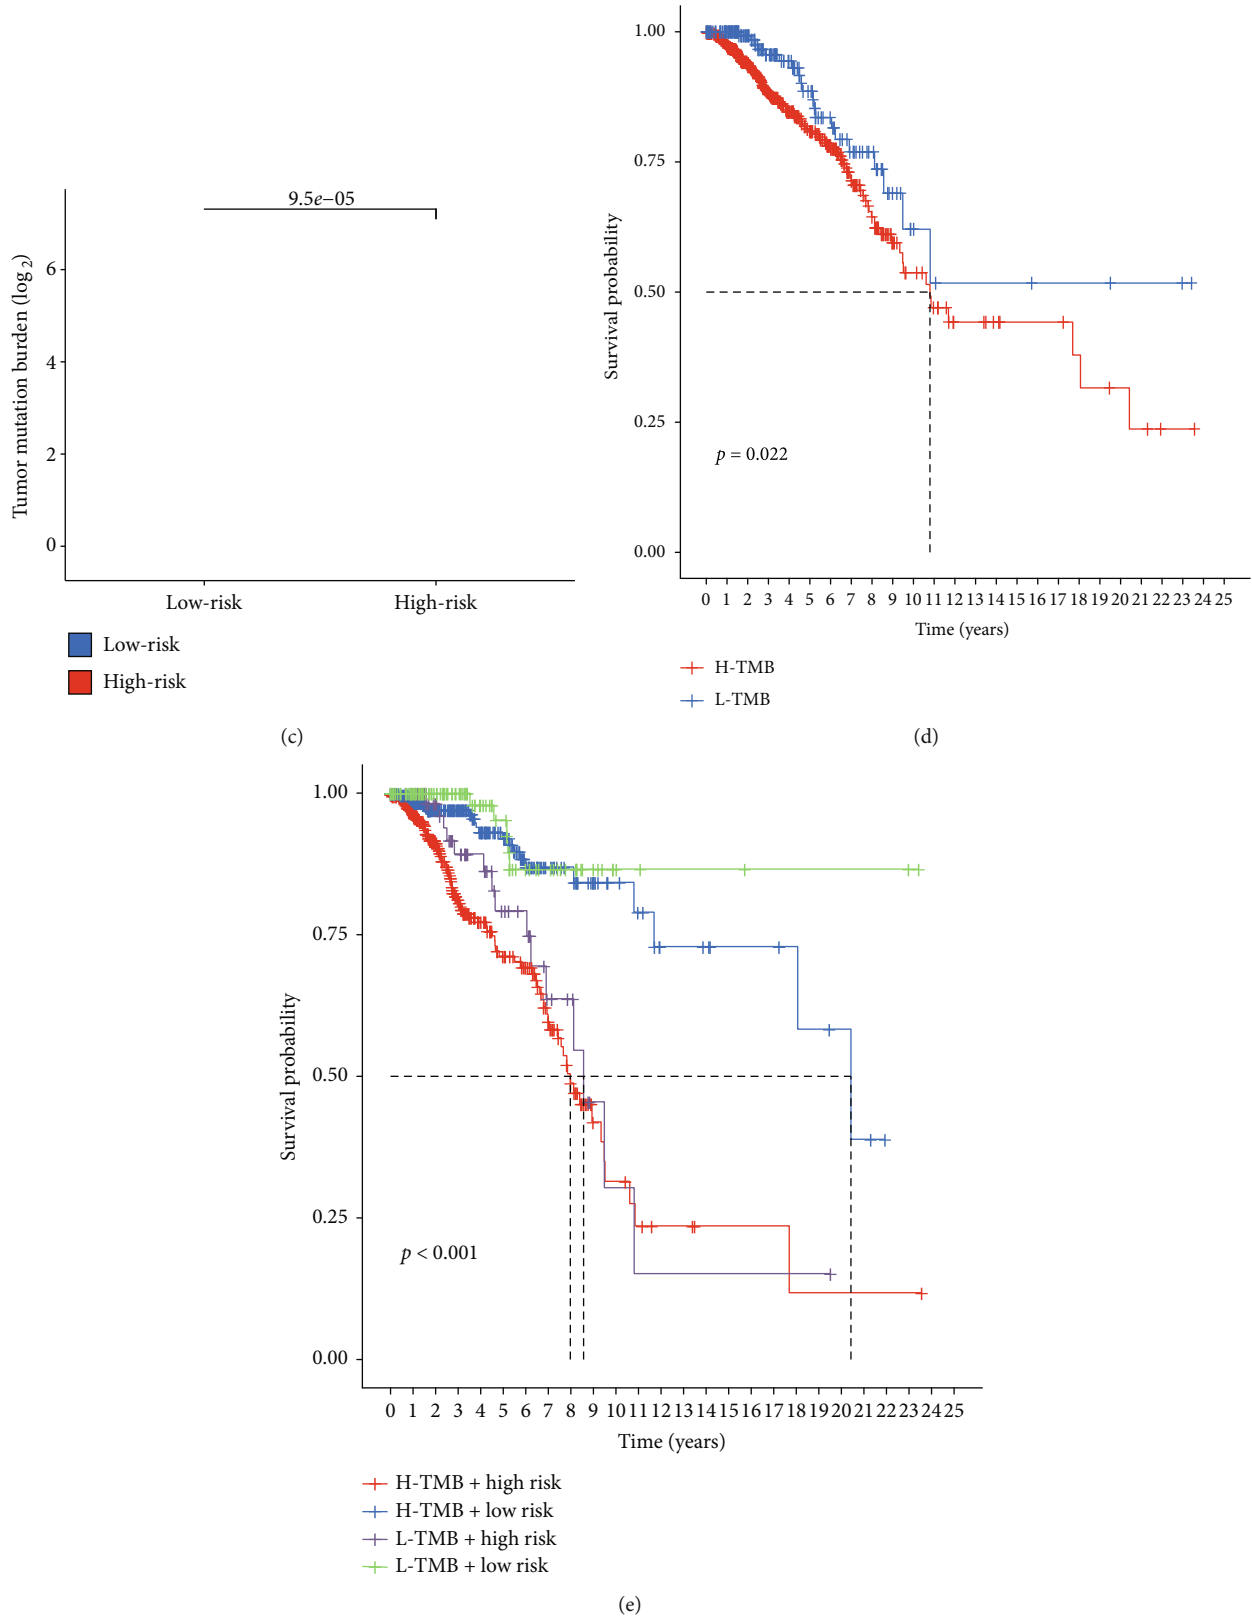 9.5e−05
Tumor mutation burden (log 2)
6
4
2
0
Low-risk High-risk
Low-risk
High-risk
(c)
Survival probability
1.00
0.75
0.50
0.25
0.00
p = 0.022
0 1 2 3 4 5 6 7 8 9 10 11 12 13 14 15 16 17 18 19 20 21 22 23 24 25
Time (years)
H-TMB
L-TMB
(d)
Survival probability
1.00
0.75
0.50
0.25
0.00
p < 0.001
0 1 2 3 4 5 6 7 8 9 10 11 12 13 14 15 16 17 18 19 20 21 22 23 24 25
Time (years)
H-TMB + high risk
H-TMB + low risk
L-TMB + high risk
L-TMB + low risk
(e)